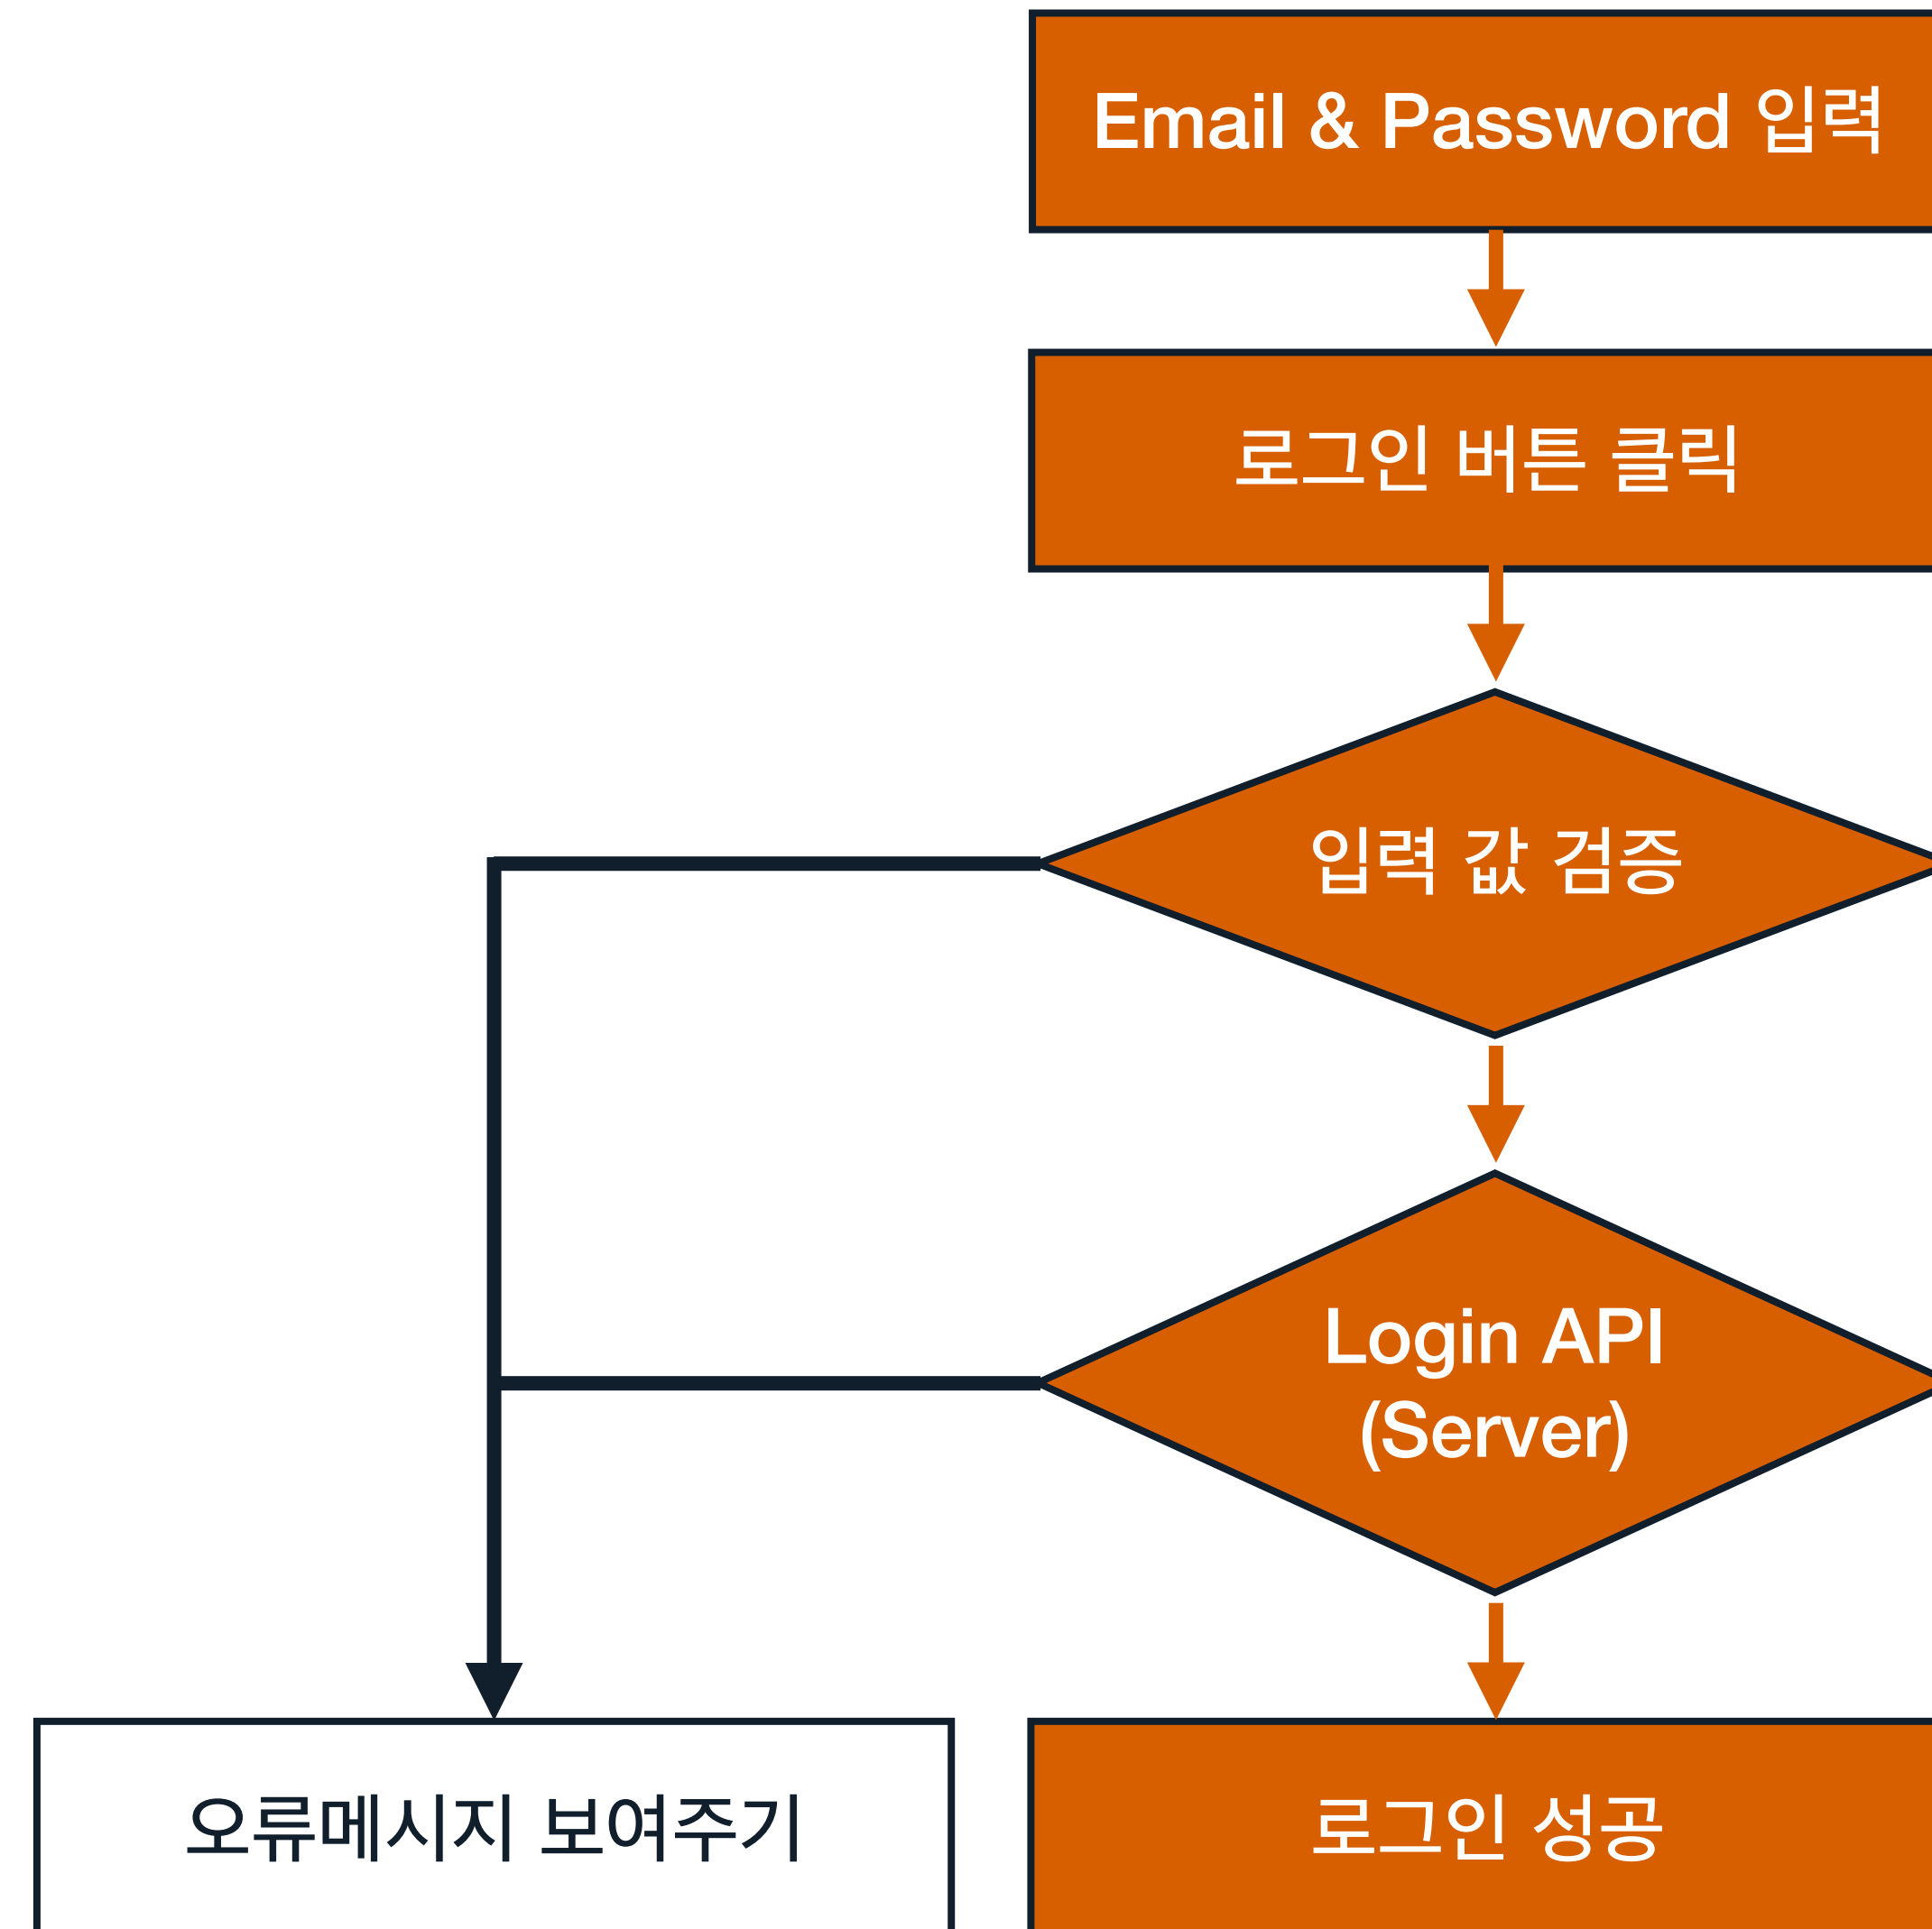 Email & Password 입력
로그인 버튼 클릭
입력 값 검증
Login API
(Server)
오류메시지 보여주기
로그인 성공